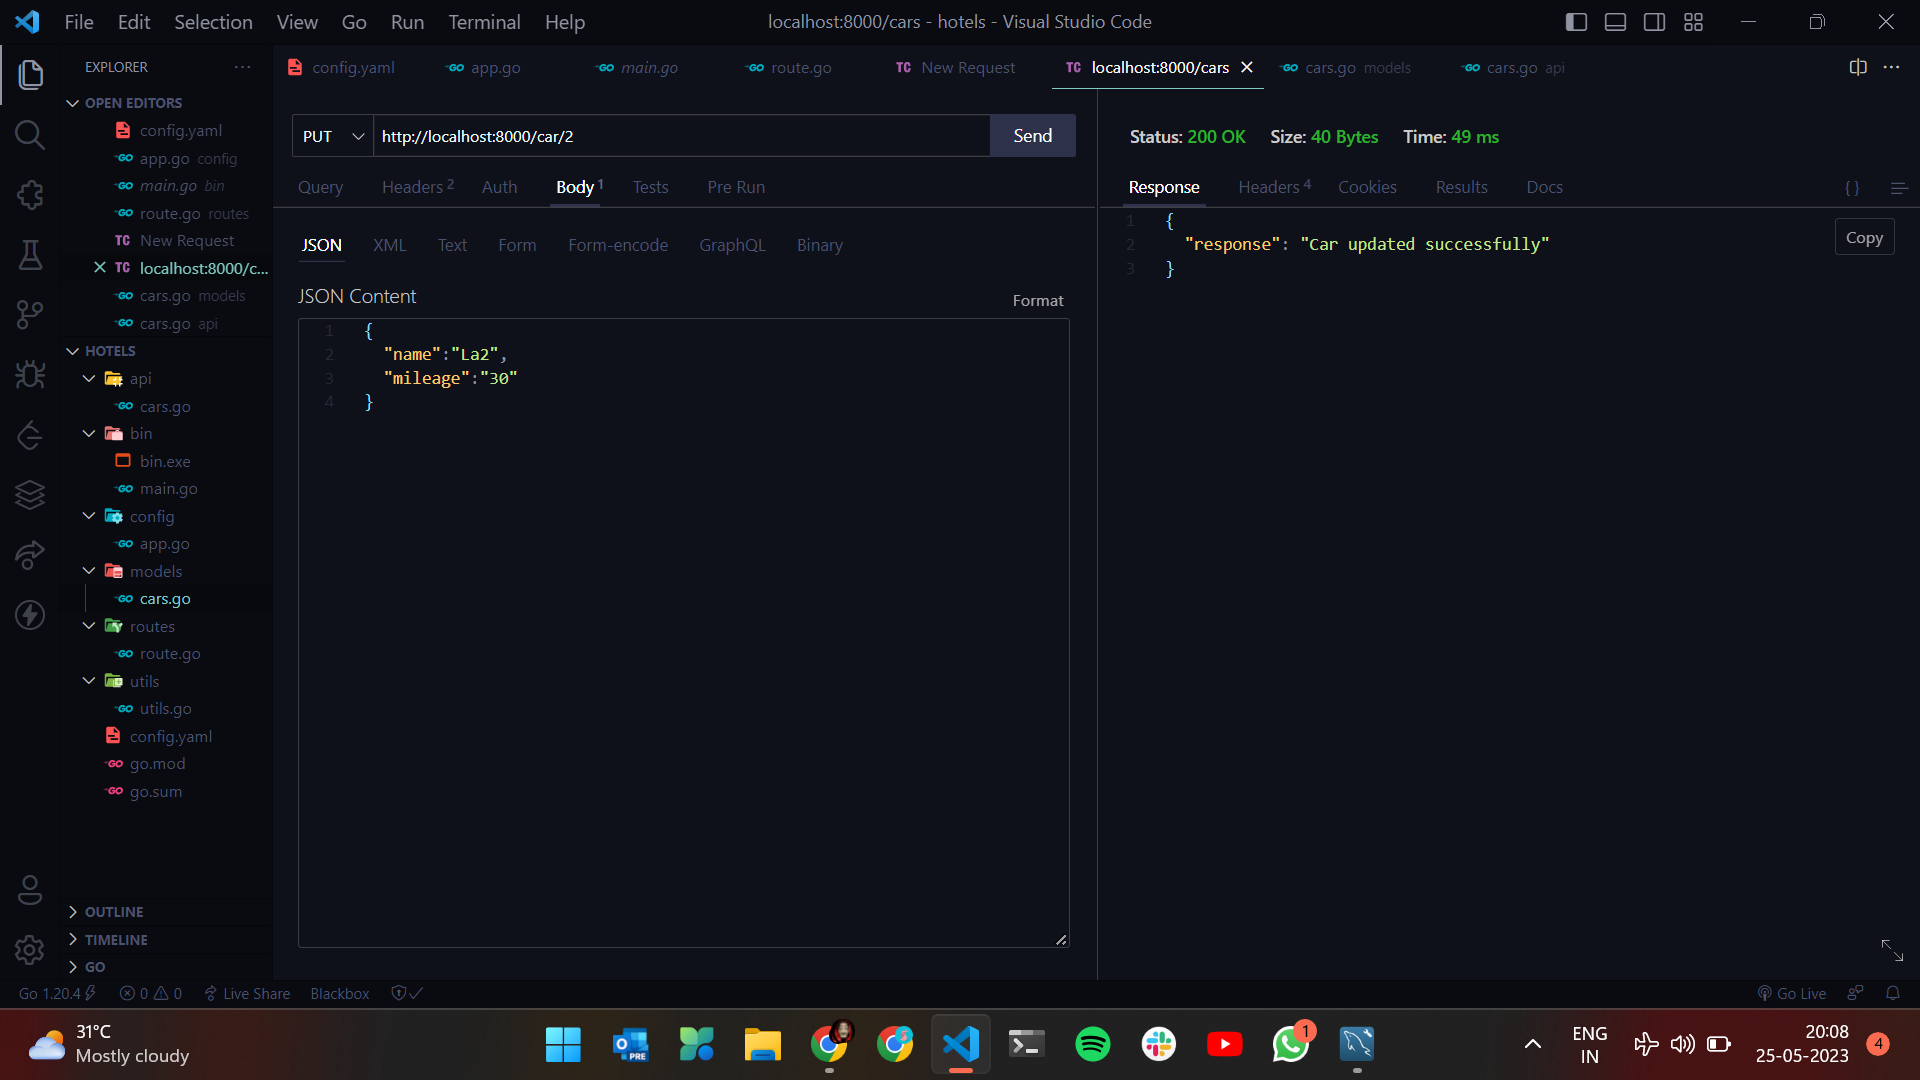 File Edit Selection View Go Run Terminal Help
localhost:8000/cars - hotels - Visual Studio Code
EXPLORER
OPEN EDITORS
config.yaml
app.go config
main.go bin
route.go routes
TC New Request
TC localhost:8000/c...
cars.go models
cars.go api
HOTELS
api
cars.go
bin
bin.exe
main.go
config
app.go
models
cars.go
routes
route.go
utils
utils.go
config.yaml
go.mod
go.sum
OUTLINE
TIMELINE
GO
config.yaml
GO app.go
GO main.go
GO route.go
TC New Request
TC localhost:8000/cars
GO cars.go models
GO cars.go api
PUT http://localhost:8000/car/2 Send
Query Headers 2 Auth Body 1 Tests Pre Run
JSON XML Text Form Form-encode GraphQL Binary
JSON Content
Format
1 {
2 "name":"La2",
3 "mileage":"30"
4 }
Status: 200 OK Size: 40 Bytes Time: 49 ms
Response Headers 4 Cookies Results Docs { }
1 {
2 "response": "Car updated successfully"
3 }
Copy
Go 1.20.4 0 0 Live Share Blackbox
Go Live
31°C
Mostly cloudy
PRE
1
ENG
IN
20:08
25-05-2023
4